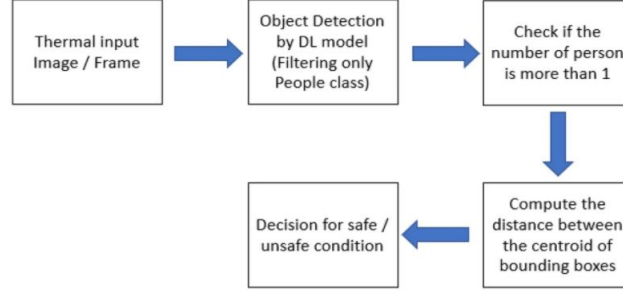 Thermal input
Image / Frame
Object Detection
by DL model
(Filtering only
People class)
Check if the
number of person
is more than 1
Compute the
distance between
the centroid of
bounding boxes
Decision for safe /
unsafe condition